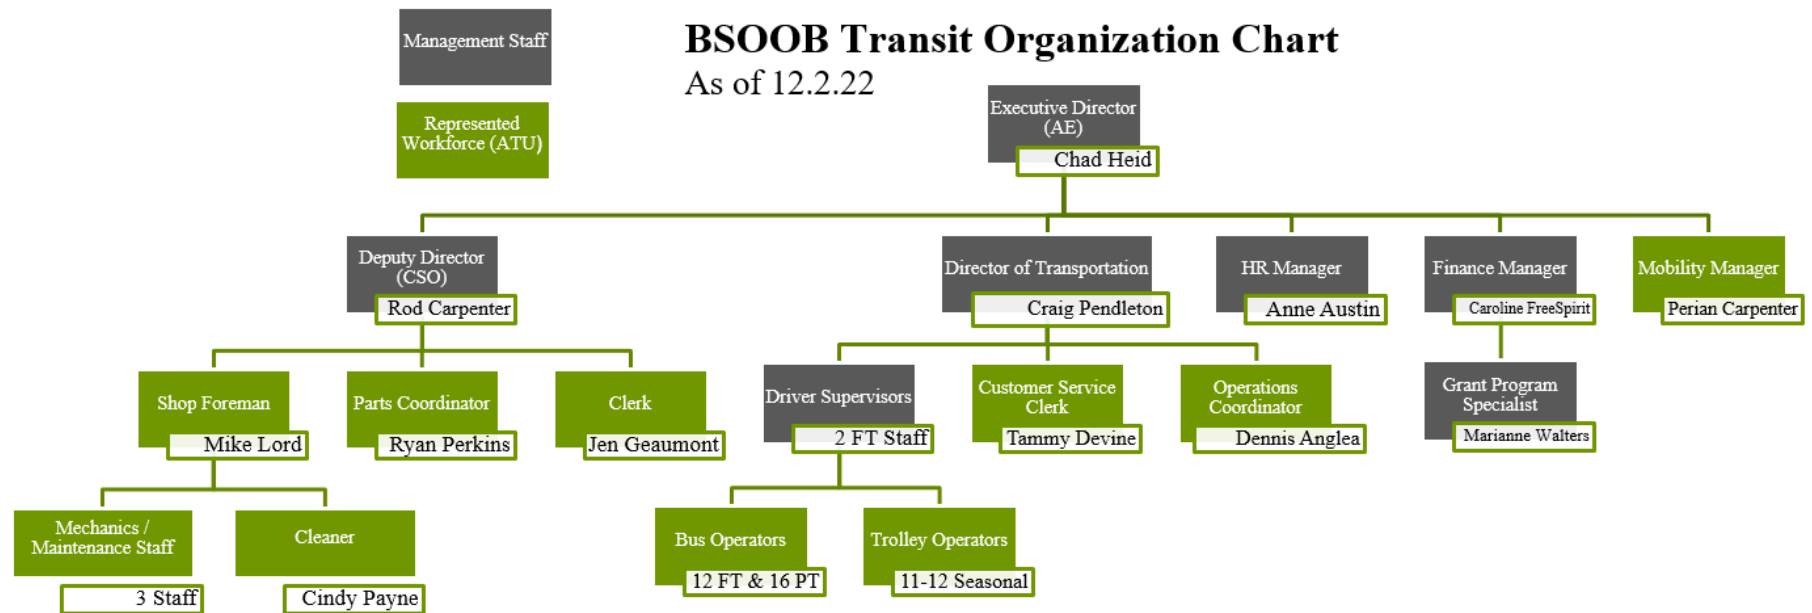 Management Staff
BSOOB Transit Organization Chart
As of 12.2.22
Represented
Workforce (ATU)
Executive Director
(AE)
Chad Heid
Deputy Director
(CSO)
Rod Carpenter
Director of Transportation
Craig Pendleton
HR Manager
Anne Austin
Finance Manager
Caroline FreeSpirit
Mobility Manager
Perian Carpenter
Shop Foreman
Mike Lord
Parts Coordinator
Ryan Perkins
Clerk
Jen Geaumont
Driver Supervisors
2 FT Staff
Customer Service
Clerk
Tammy Devine
Operations
Coordinator
Dennis Anglea
Grant Program
Specialist
Marianne Walters
Mechanics /
Maintenance Staff
3 Staff
Cleaner
Cindy Payne
Bus Operators
12 FT & 16 PT
Trolley Operators
11-12 Seasonal